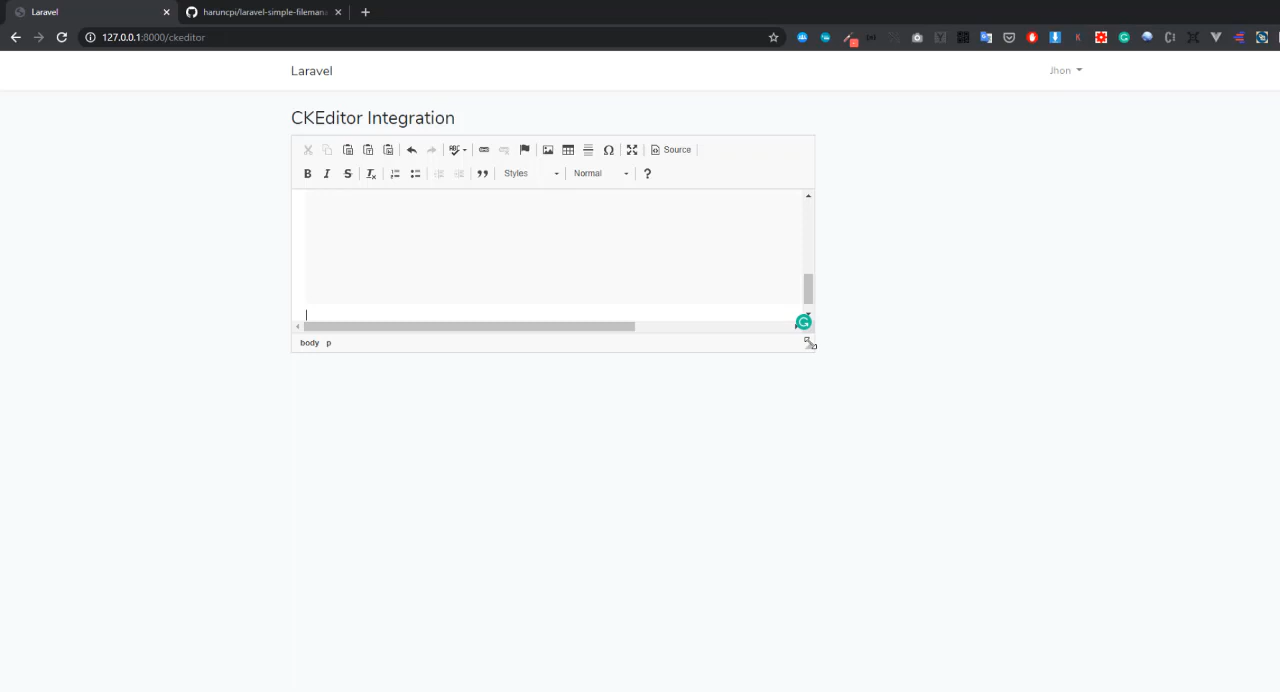 Laravel
haruncpi/laravel-simple-filemana
127.0.0.1:8000/ckeditor
Laravel
Jhon
CKEditor Integration
Source
Styles
Normal
body p